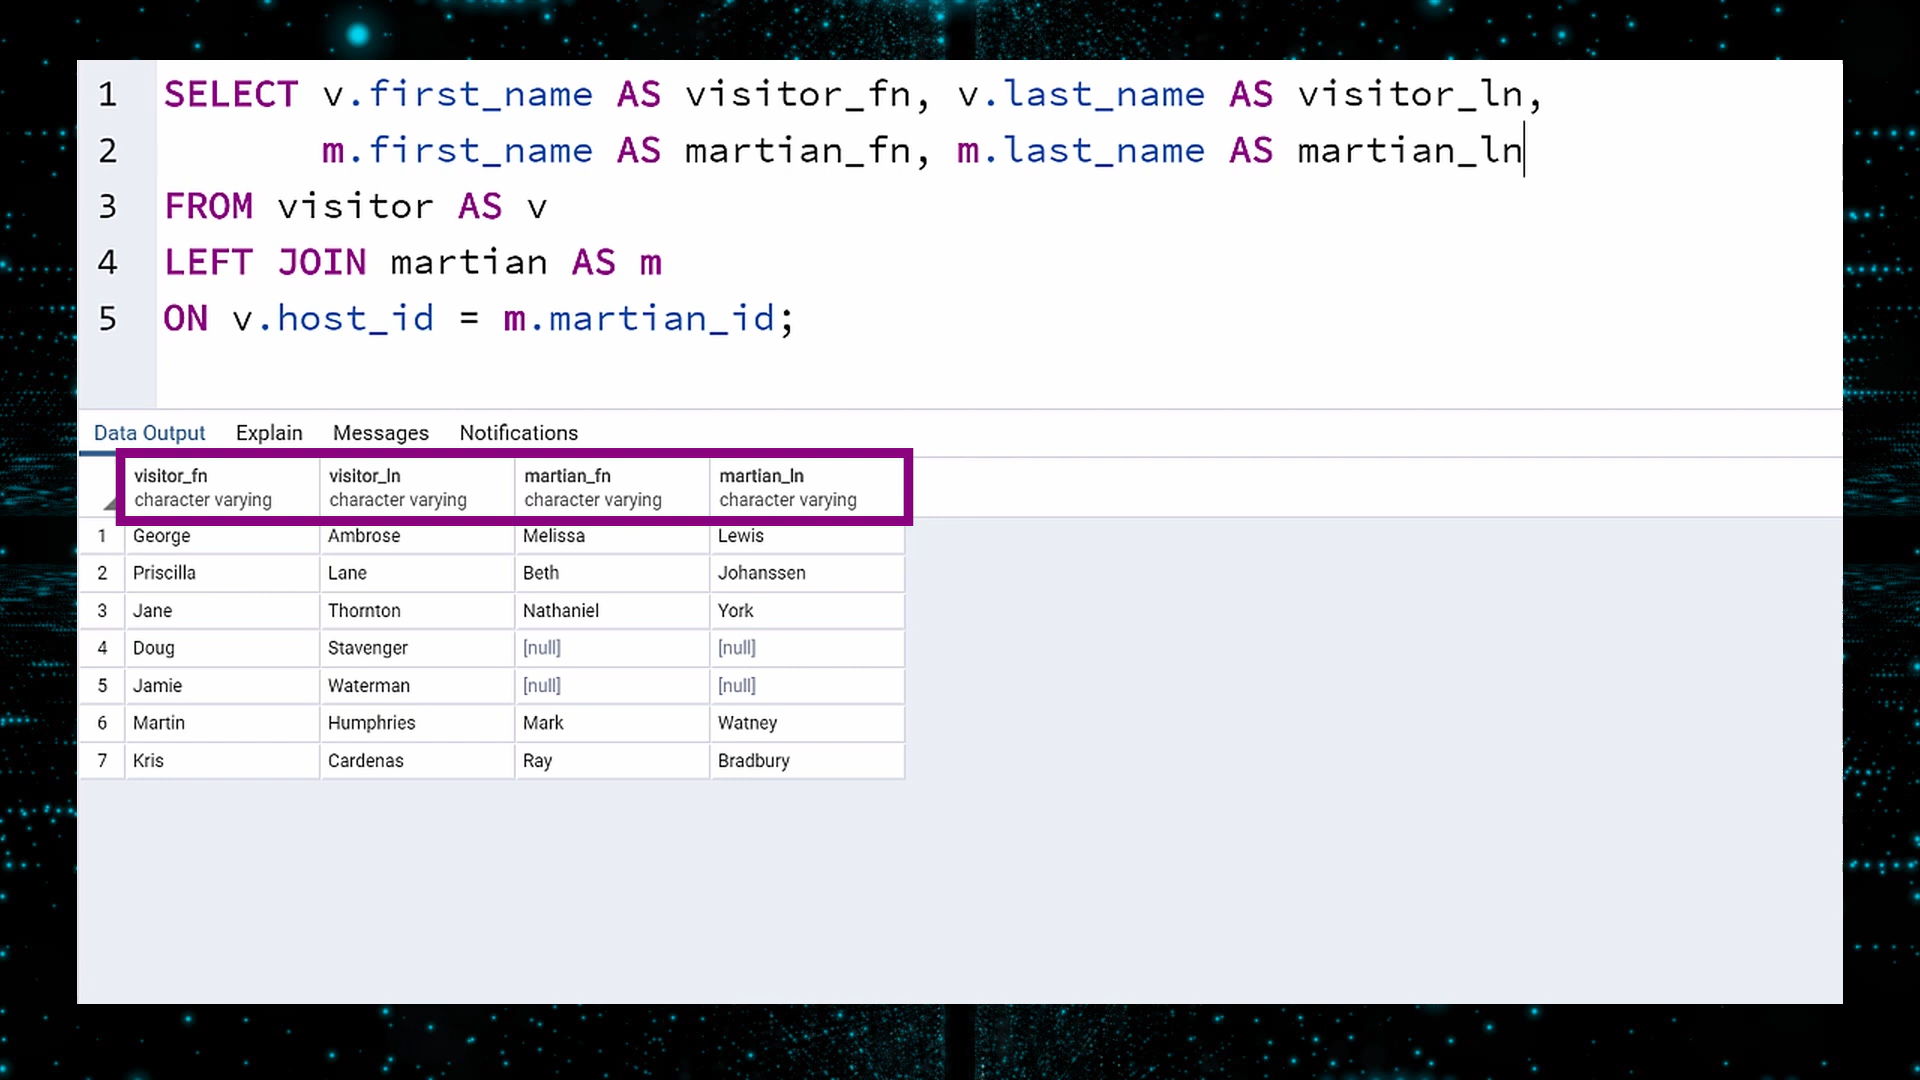 1 SELECT v.first_name AS visitor_fn, v.last_name AS visitor_ln,
2 m.first_name AS martian_fn, m.last_name AS martian_ln
3 FROM visitor AS v
4 LEFT JOIN martian AS m
5 ON v.host_id = m.martian_id;
Data Output Explain Messages Notifications
visitor_fn visitor_ln martian_fn martian_ln
character varying character varying character varying character varying
1 George Ambrose Melissa Lewis
2 Priscilla Lane Beth Johanssen
3 Jane Thornton Nathaniel York
4 Doug Stavenger [null] [null]
5 Jamie Waterman [null] [null]
6 Martin Humphries Mark Watney
7 Kris Cardenas Ray Bradbury